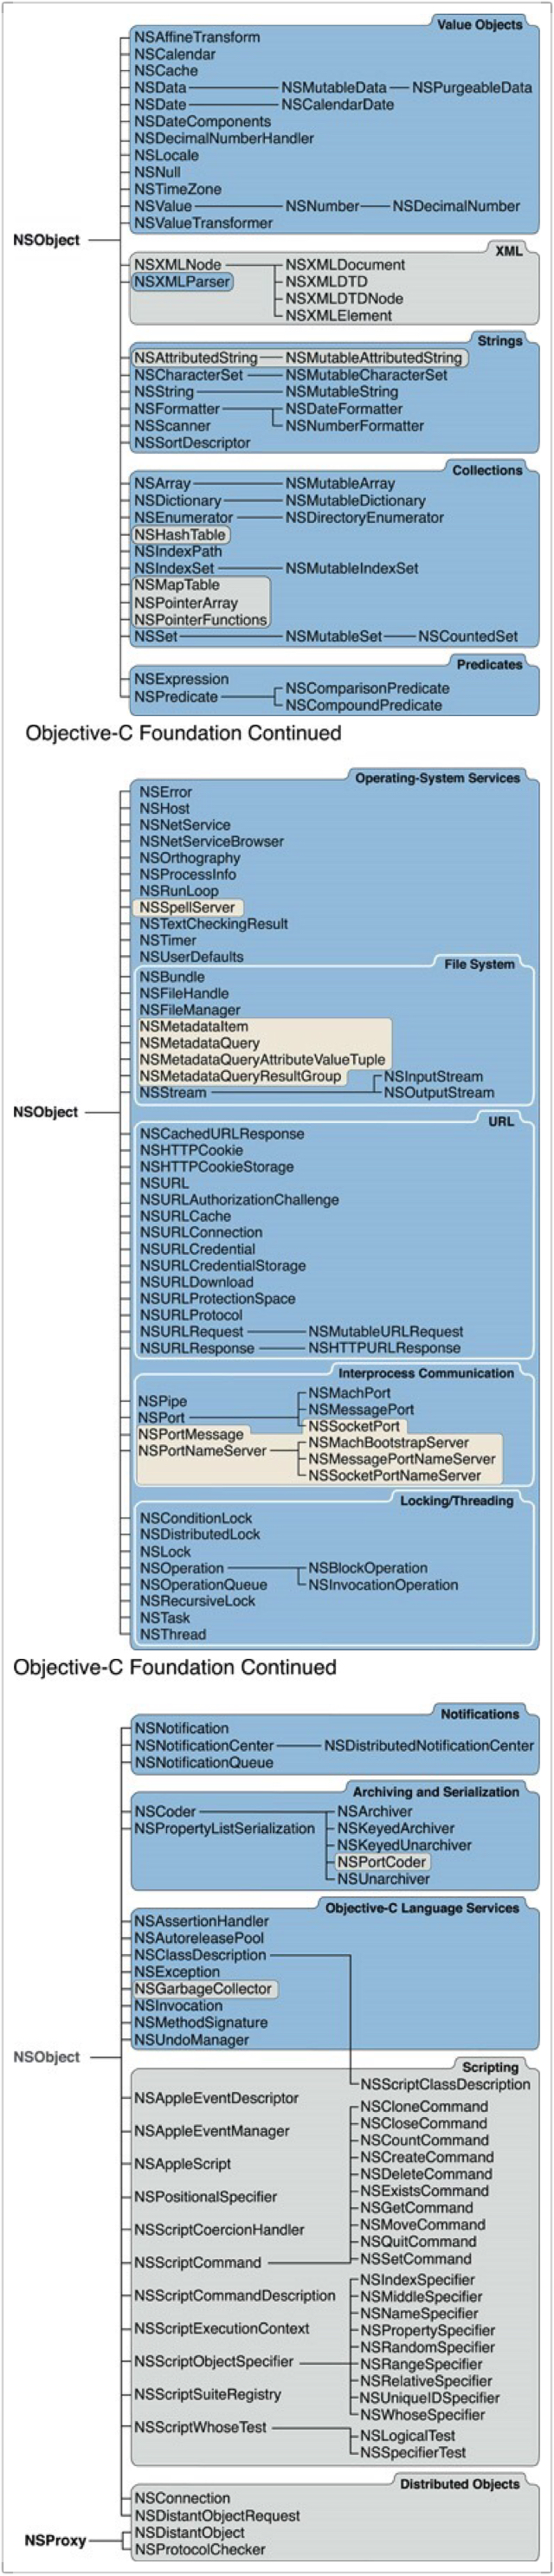 Value Objects
NSAffineTransform
NSCalendar
NSCache
NSData NSMutableData NSPurgeableData
NSDate NSCalendarDate
NSDateComponents
NSDecimalNumberHandler
NSLocale
NSNull
NSTimeZone
NSValue NSNumber NSDecimalNumber
NSValueTransformer
NSObject
XML
NSXMLNode NSXMLDocument
NSXMLParser NSXMLDTD
NSXMLDTDNode
NSXMLElement
Strings
NSAttributedString NSMutableAttributedString
NSCharacterSet NSMutableCharacterSet
NSString NSMutableString
NSFormatter NSDateFormatter
NSScanner NSNumberFormatter
NSSortDescriptor
Collections
NSArray NSMutableArray
NSDictionary NSMutableDictionary
NSEnumerator NSDirectoryEnumerator
NSHashTable
NSIndexPath
NSIndexSet NSMutableIndexSet
NSMapTable
NSPointerArray
NSPointerFunctions
NSSet NSMutableSet NSCountedSet
Predicates
NSExpression
NSPredicate NSComparisonPredicate
NSCompoundPredicate
Objective-C Foundation Continued
Operating-System Services
NSError
NSHost
NSNetService
NSNetServiceBrowser
NSOrthography
NSProcessInfo
NSRunLoop
NSSpellServer
NSTextCheckingResult
NSTimer
NSUserDefaults
File System
NSBundle
NSFileHandle
NSFileManager
NSMetadataItem
NSMetadataQuery
NSMetadataQueryAttributeValueTuple
NSMetadataQueryResultGroup NSInputStream
NSStream NSOutputStream
NSObject
URL
NSCachedURLResponse
NSHTTPCookie
NSHTTPCookieStorage
NSURL
NSURLAuthorizationChallenge
NSURLCache
NSURLConnection
NSURLCredential
NSURLCredentialStorage
NSURLDownload
NSURLProtectionSpace
NSURLProtocol
NSURLRequest NSMutableURLRequest
NSURLResponse NSHTTPURLResponse
Interprocess Communication
NSMachPort
NSPipe NSMessagePort
NSPort NSSocketPort
NSPortMessage NSMachBootstrapServer
NSPortNameServer NSMessagePortNameServer
NSSocketPortNameServer
Locking/Threading
NSConditionLock
NSDistributedLock
NSLock
NSOperation NSBlockOperation
NSOperationQueue NSInvocationOperation
NSRecursiveLock
NSTask
NSThread
Objective-C Foundation Continued
Notifications
NSNotification
NSNotificationCenter NSDistributedNotificationCenter
NSNotificationQueue
Archiving and Serialization
NSCoder NSArchiver
NSPropertyListSerialization NSKeyedArchiver
NSKeyedUnarchiver
NSPortCoder
NSUnarchiver
Objective-C Language Services
NSAssertionHandler
NSAutoreleasePool
NSClassDescription
NSException
NSGarbageCollector
NSInvocation
NSMethodSignature
NSUndoManager
NSObject
Scripting
NSScriptClassDescription
NSAppleEventDescriptor
NSCloneCommand
NSCloseCommand
NSAppleEventManager
NSCountCommand
NSCreateCommand
NSAppleScript
NSDeleteCommand
NSExistsCommand
NSPositionalSpecifier
NSGetCommand
NSMoveCommand
NSScriptCoercionHandler
NSQuitCommand
NSScriptCommand NSSetCommand
NSIndexSpecifier
NSScriptCommandDescription NSMiddleSpecifier
NSNameSpecifier
NSScriptExecutionContext NSPropertySpecifier
NSRandomSpecifier
NSScriptObjectSpecifier NSRangeSpecifier
NSRelativeSpecifier
NSScriptSuiteRegistry NSUniqueIDSpecifier
NSWhoseSpecifier
NSScriptWhoseTest NSLogicalTest
NSSpecifierTest
Distributed Objects
NSConnection
NSDistantObjectRequest
NSProxy NSDistantObject
NSProtocolChecker